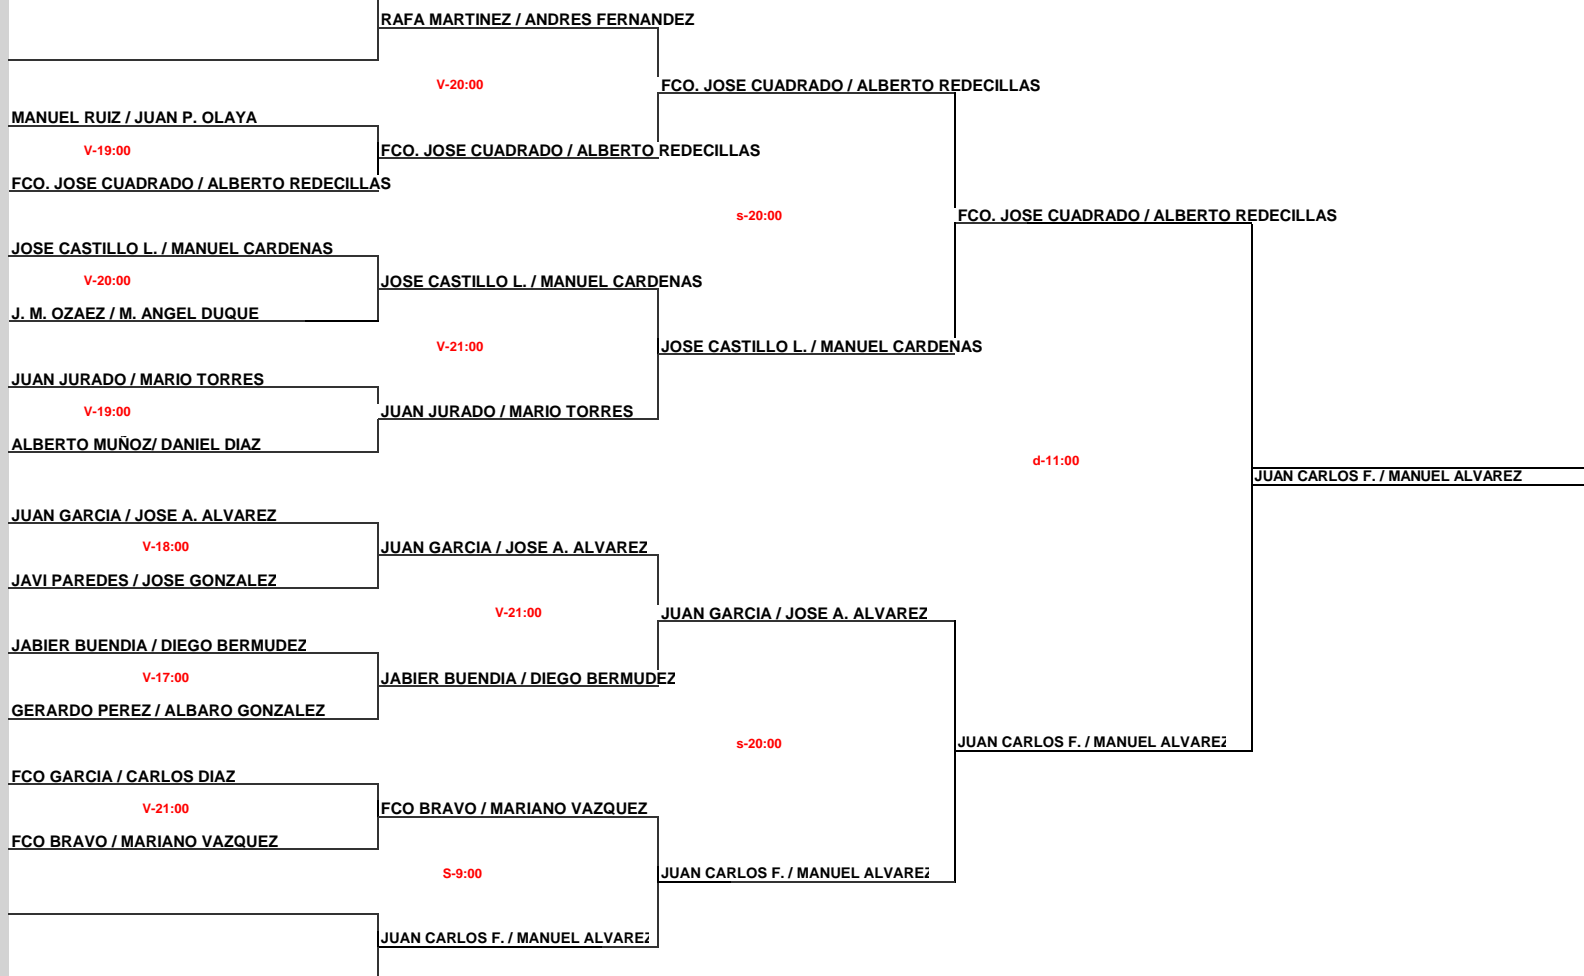 RAFA MARTINEZ / ANDRES FERNANDEZ
V-20:00
FCO. JOSE CUADRADO / ALBERTO REDECILLAS
MANUEL RUIZ / JUAN P. OLAYA
V-19:00
FCO. JOSE CUADRADO / ALBERTO REDECILLAS
FCO. JOSE CUADRADO / ALBERTO REDECILLAS
s-20:00
FCO. JOSE CUADRADO / ALBERTO REDECILLAS
JOSE CASTILLO L. / MANUEL CARDENAS
V-20:00
JOSE CASTILLO L. / MANUEL CARDENAS
J. M. OZAEZ / M. ANGEL DUQUE
V-21:00
JOSE CASTILLO L. / MANUEL CARDENAS
JUAN JURADO / MARIO TORRES
V-19:00
JUAN JURADO / MARIO TORRES
ALBERTO MUÑOZ/ DANIEL DIAZ
d-11:00
JUAN CARLOS F. / MANUEL ALVAREZ
JUAN GARCIA / JOSE A. ALVAREZ
V-18:00
JUAN GARCIA / JOSE A. ALVAREZ
JAVI PAREDES / JOSE GONZALEZ
V-21:00
JUAN GARCIA / JOSE A. ALVAREZ
JABIER BUENDIA / DIEGO BERMUDEZ
V-17:00
JABIER BUENDIA / DIEGO BERMUDEZ
GERARDO PEREZ / ALBARO GONZALEZ
s-20:00
JUAN CARLOS F. / MANUEL ALVAREZ
FCO GARCIA / CARLOS DIAZ
V-21:00
FCO BRAVO / MARIANO VAZQUEZ
FCO BRAVO / MARIANO VAZQUEZ
S-9:00
JUAN CARLOS F. / MANUEL ALVAREZ
JUAN CARLOS F. / MANUEL ALVAREZ